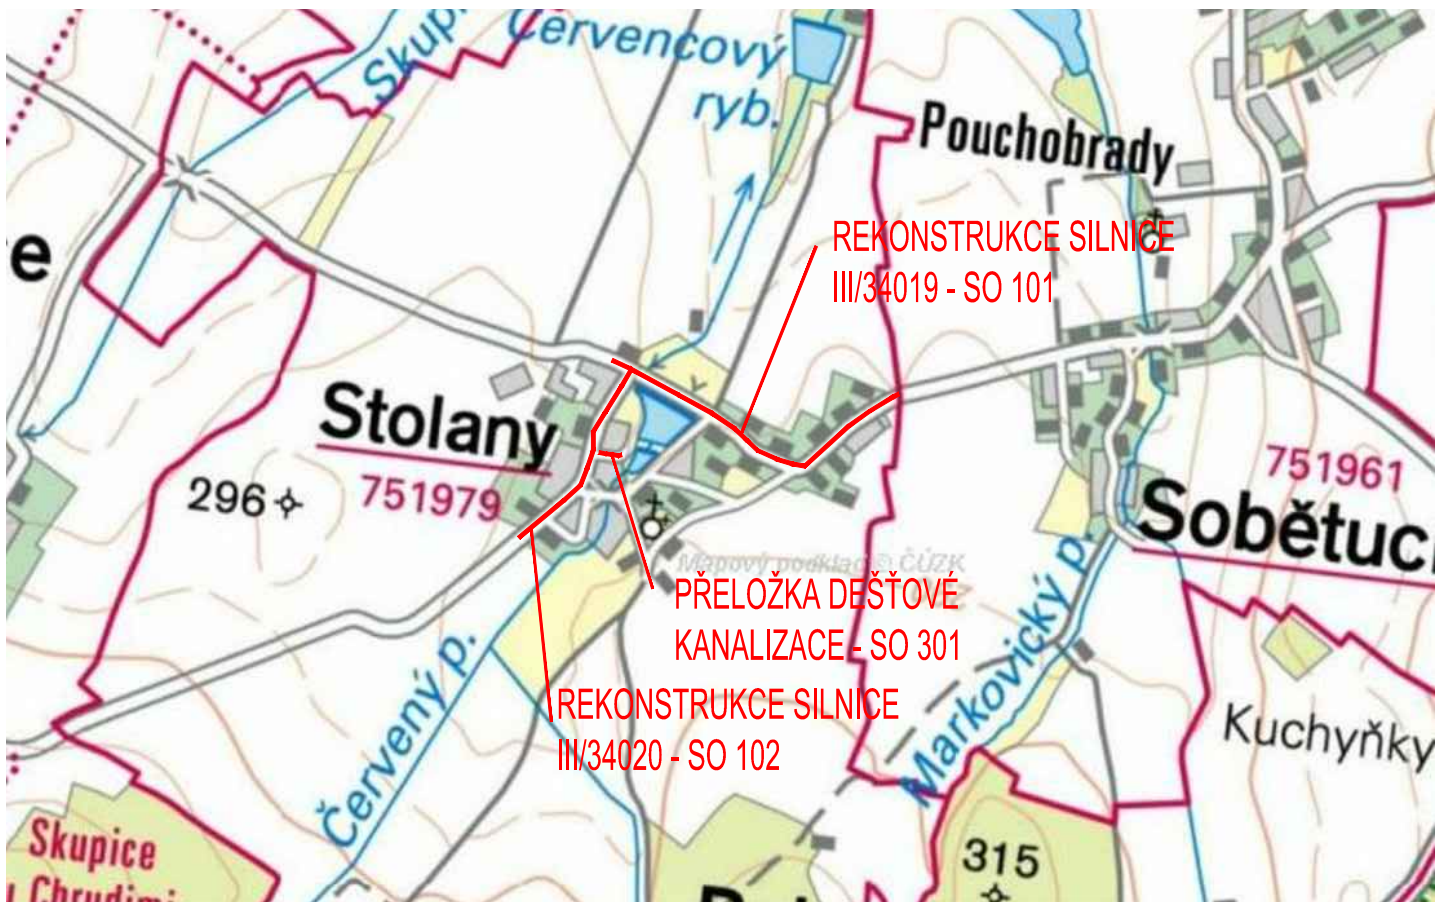 Červencový
ryb.
Pouchobrady
REKONSTRUKCE SILNICE
III/34019 - SO 101
e
Stolany
751979
296
751961
Mapový podklad © ČÚZK
PŘELOŽKA DEŠŤOVÉ
KANALIZACE - SO 301
REKONSTRUKCE SILNICE
III/34020 - SO 102
Červený p.
Markovický p.
Kuchyňky
Skupice
315